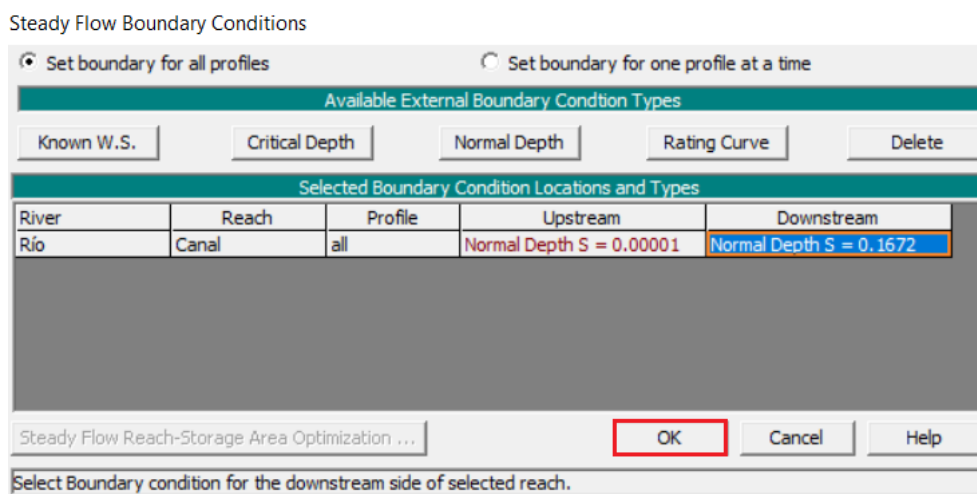 Steady Flow Boundary Conditions
Set boundary for all profiles Set boundary for one profile at a time
Available External Boundary Condtion Types
Known W.S. Critical Depth Normal Depth Rating Curve Delete
Selected Boundary Condition Locations and Types
River Reach Profile Upstream Downstream
Río Canal all Normal Depth S = 0.00001 Normal Depth S = 0.1672
Steady Flow Reach-Storage Area Optimization ... OK Cancel Help
Select Boundary condition for the downstream side of selected reach.